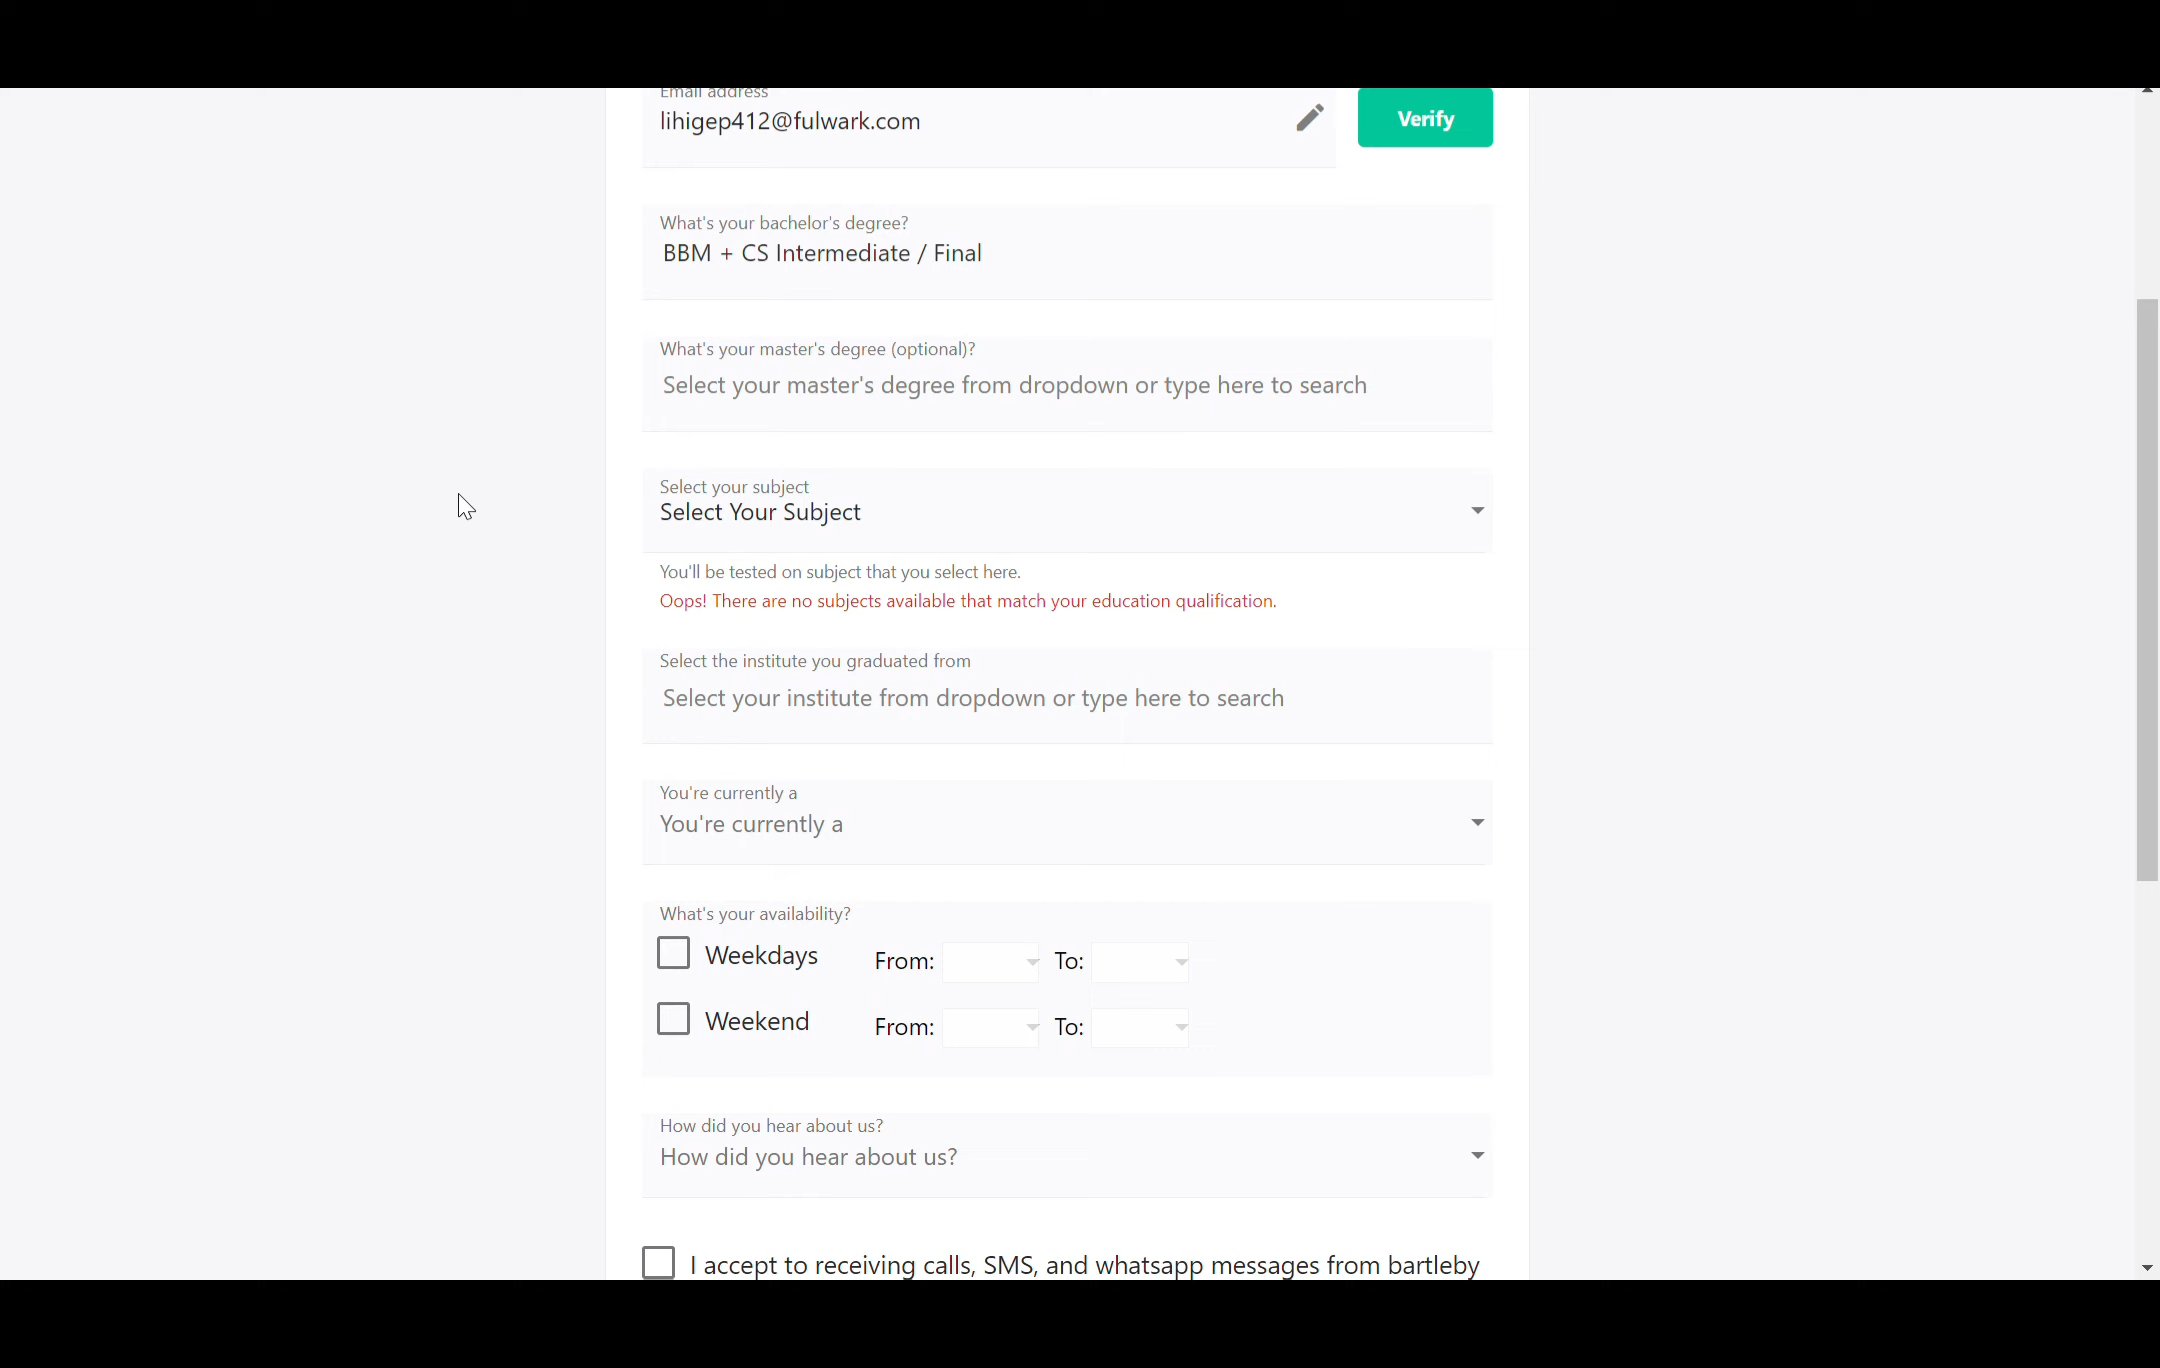 Email address
lihigep412@fulwark.com
Verify
What's your bachelor's degree?
BBM + CS Intermediate / Final
What's your master's degree (optional)?
Select your master's degree from dropdown or type here to search
Select your subject
Select Your Subject
You'll be tested on subject that you select here.
Oops! There are no subjects available that match your education qualification.
Select the institute you graduated from
Select your institute from dropdown or type here to search
You're currently a
You're currently a
What's your availability?
Weekdays From: To:
Weekend From: To:
How did you hear about us?
How did you hear about us?
I accept to receiving calls, SMS, and whatsapp messages from bartleby